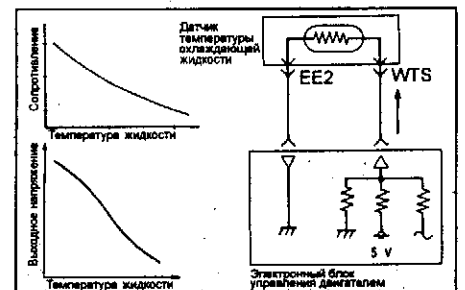 Сопротивление
Температура жидкости
Выходное напряжение
Температура жидкости
Датчик
температуры
охлаждающей
жидкости
EE2
WTS
5 V
Электронный блок
управления двигателем